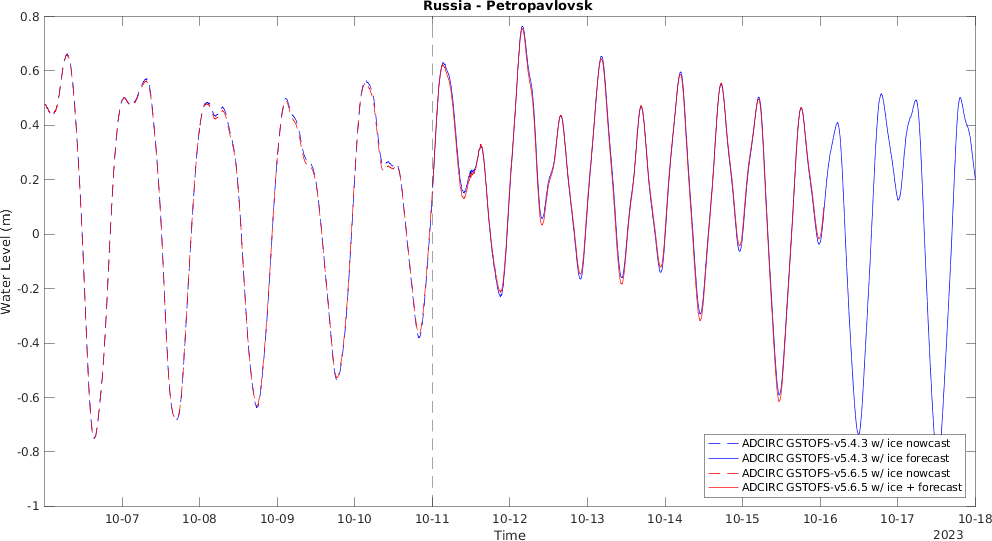 Russia - Petropavlovsk
Water Level (m)
0.8
0.6
0.4
0.2
0
-0.2
-0.4
-0.6
-0.8
-1
ADCIRC GSTOFS-v5.4.3 w/ ice nowcast
ADCIRC GSTOFS-v5.4.3 w/ ice forecast
ADCIRC GSTOFS-v5.6.5 w/ ice nowcast
ADCIRC GSTOFS-v5.6.5 w/ ice + forecast
10-07 10-08 10-09 10-10 10-11 10-12 10-13 10-14 10-15 10-16 10-17 10-18
Time
2023